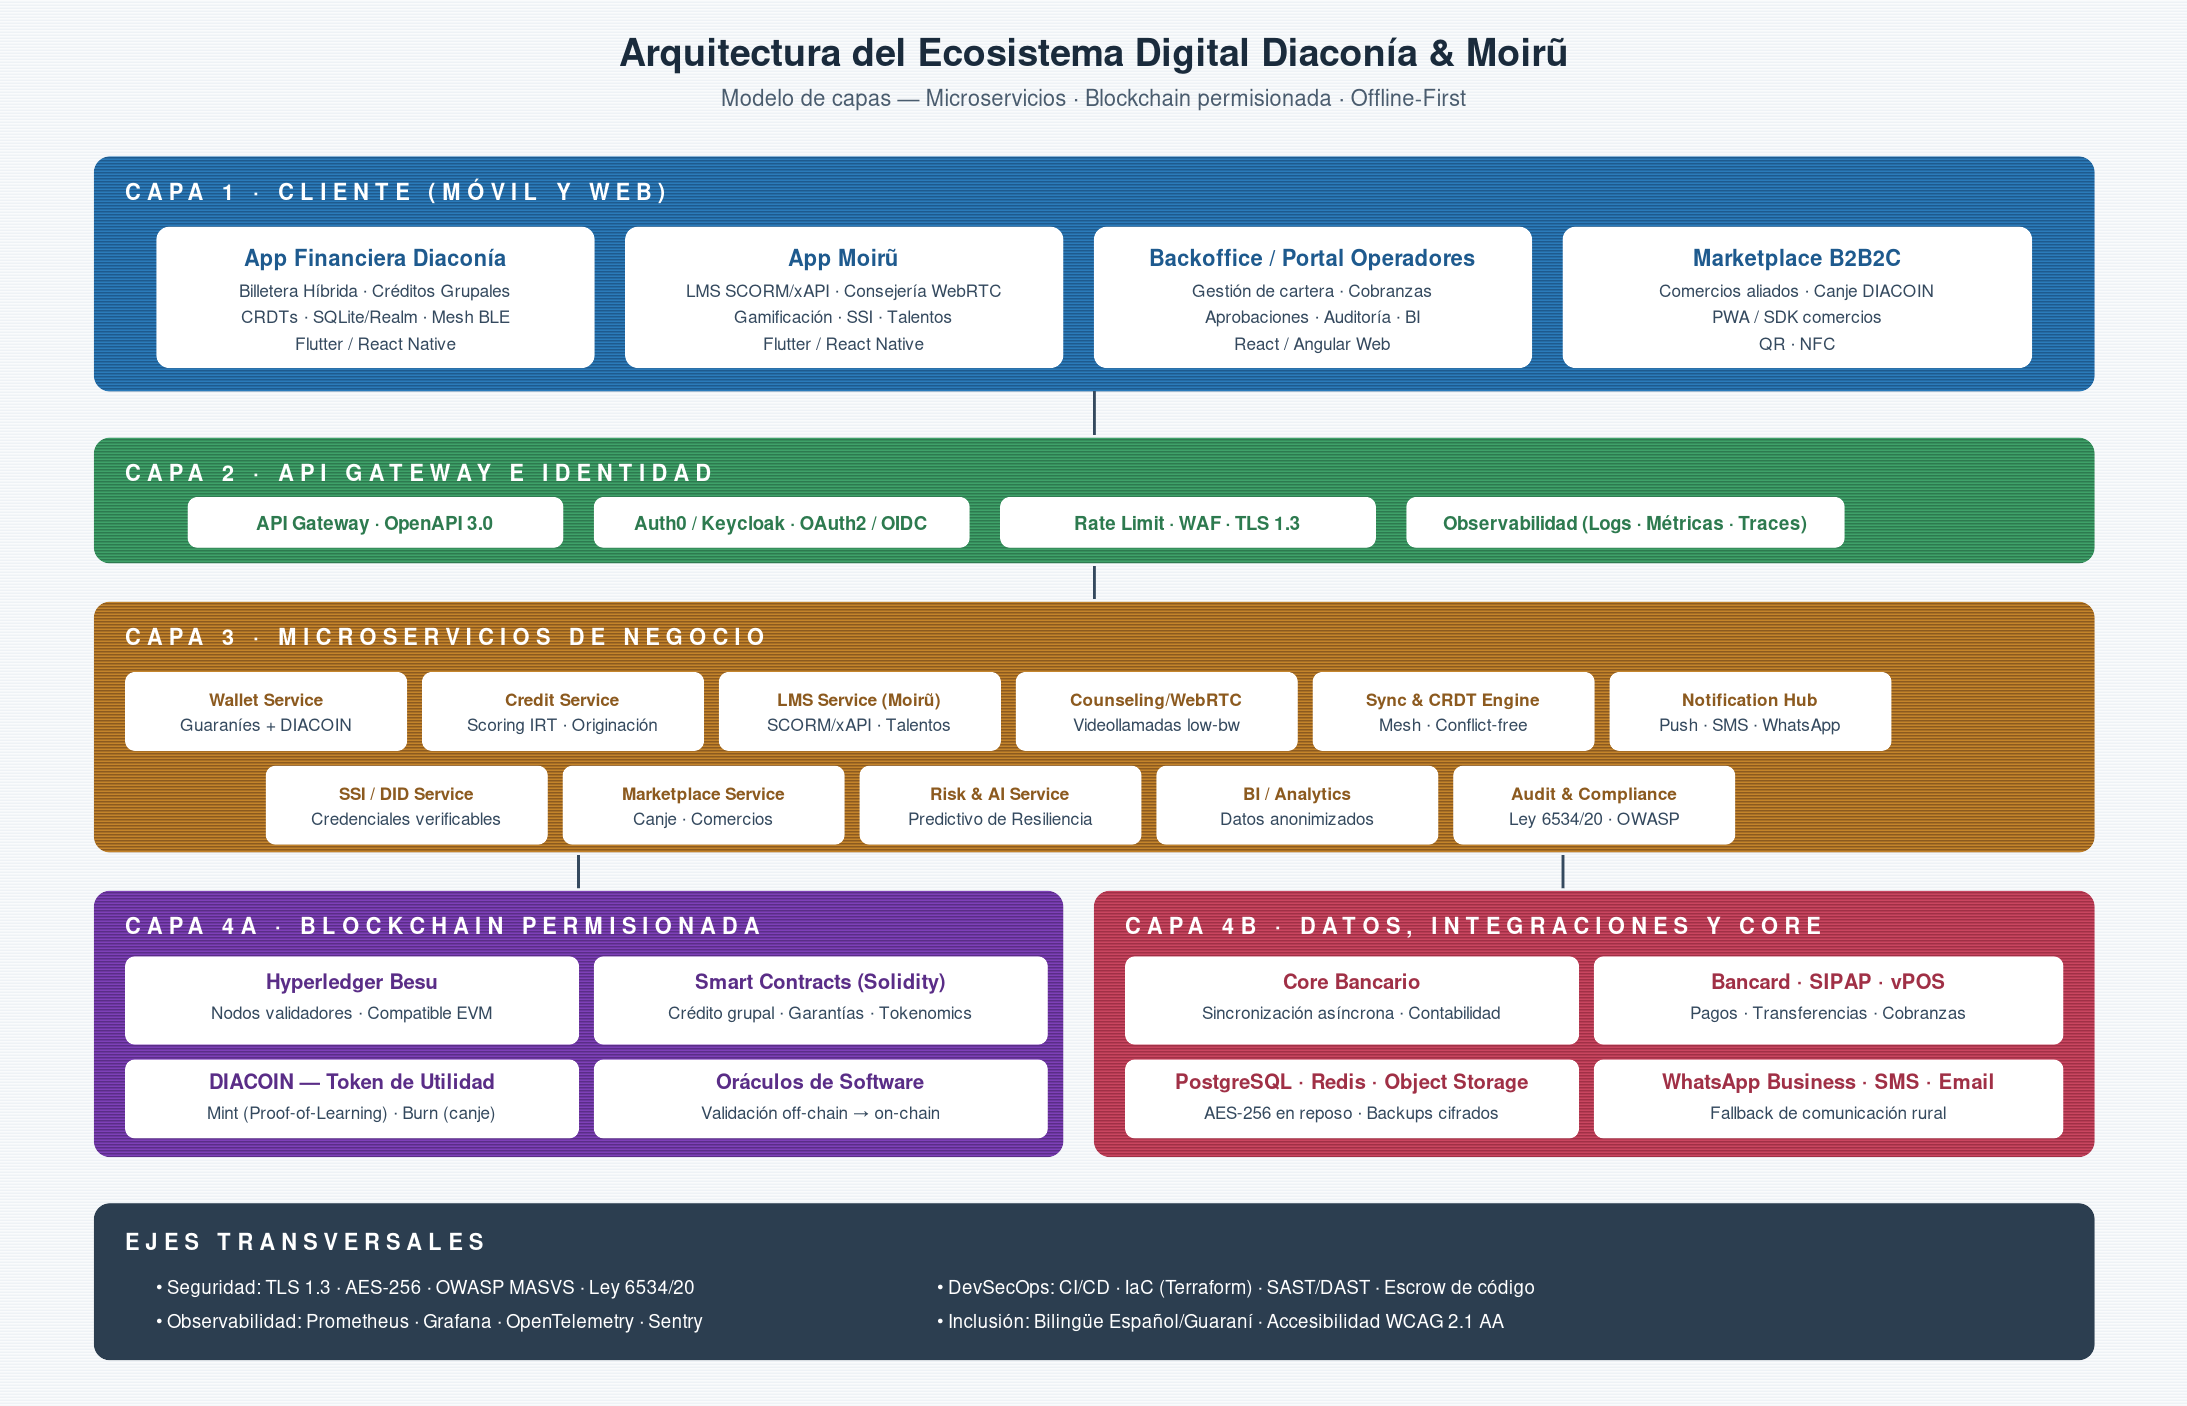 Arquitectura del Ecosistema Digital Diaconía & Moirũ
Modelo de capas — Microservicios · Blockchain permisionada · Offline-First
CAPA 1 · CLIENTE (MÓVIL Y WEB)
App Financiera Diaconía
Billetera Híbrida · Créditos Grupales
CRDTs · SQLite/Realm · Mesh BLE
Flutter / React Native
App Moirũ
LMS SCORM/xAPI · Consejería WebRTC
Gamificación · SSI · Talentos
Flutter / React Native
Backoffice / Portal Operadores
Gestión de cartera · Cobranzas
Aprobaciones · Auditoría · BI
React / Angular Web
Marketplace B2B2C
Comercios aliados · Canje DIACOIN
PWA / SDK comercios
QR · NFC
CAPA 2 · API GATEWAY E IDENTIDAD
API Gateway · OpenAPI 3.0
Auth0 / Keycloak · OAuth2 / OIDC
Rate Limit · WAF · TLS 1.3
Observabilidad (Logs · Métricas · Traces)
CAPA 3 · MICROSERVICIOS DE NEGOCIO
Wallet Service
Guaraníes + DIACOIN
Credit Service
Scoring IRT · Originación
LMS Service (Moirũ)
SCORM/xAPI · Talentos
Counseling/WebRTC
Videollamadas low-bw
Sync & CRDT Engine
Mesh · Conflict-free
Notification Hub
Push · SMS · WhatsApp
SSI / DID Service
Credenciales verificables
Marketplace Service
Canje · Comercios
Risk & AI Service
Predictivo de Resiliencia
BI / Analytics
Datos anonimizados
Audit & Compliance
Ley 6534/20 · OWASP
CAPA 4A · BLOCKCHAIN PERMISIONADA
Hyperledger Besu
Nodos validadores · Compatible EVM
Smart Contracts (Solidity)
Crédito grupal · Garantías · Tokenomics
DIACOIN — Token de Utilidad
Mint (Proof-of-Learning) · Burn (canje)
Oráculos de Software
Validación off-chain → on-chain
CAPA 4B · DATOS, INTEGRACIONES Y CORE
Core Bancario
Sincronización asíncrona · Contabilidad
Bancard · SIPAP · vPOS
Pagos · Transferencias · Cobranzas
PostgreSQL · Redis · Object Storage
AES-256 en reposo · Backups cifrados
WhatsApp Business · SMS · Email
Fallback de comunicación rural
EJES TRANSVERSALES
• Seguridad: TLS 1.3 · AES-256 · OWASP MASVS · Ley 6534/20
• Observabilidad: Prometheus · Grafana · OpenTelemetry · Sentry
• DevSecOps: CI/CD · IaC (Terraform) · SAST/DAST · Escrow de código
• Inclusión: Bilingüe Español/Guaraní · Accesibilidad WCAG 2.1 AA